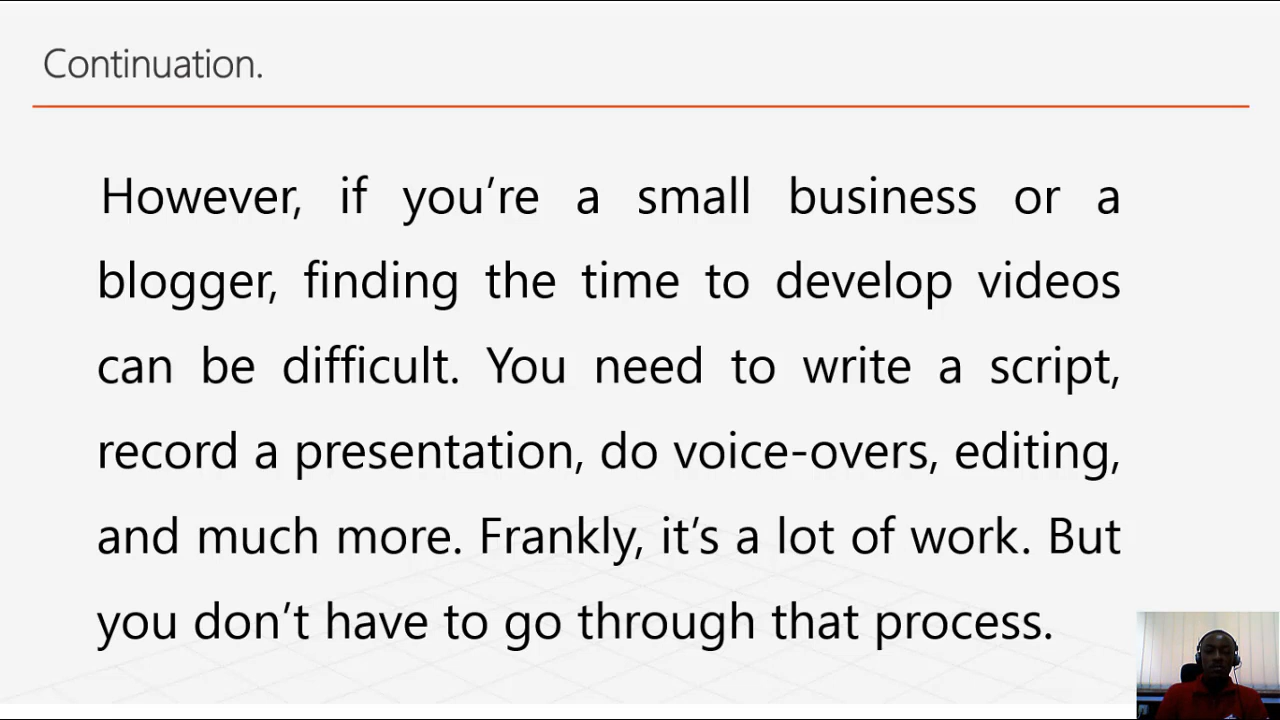 Continuation.
However, if you’re a small business or a
blogger, finding the time to develop videos
can be difficult. You need to write a script,
record a presentation, do voice-overs, editing,
and much more. Frankly, it’s a lot of work. But
you don’t have to go through that process.